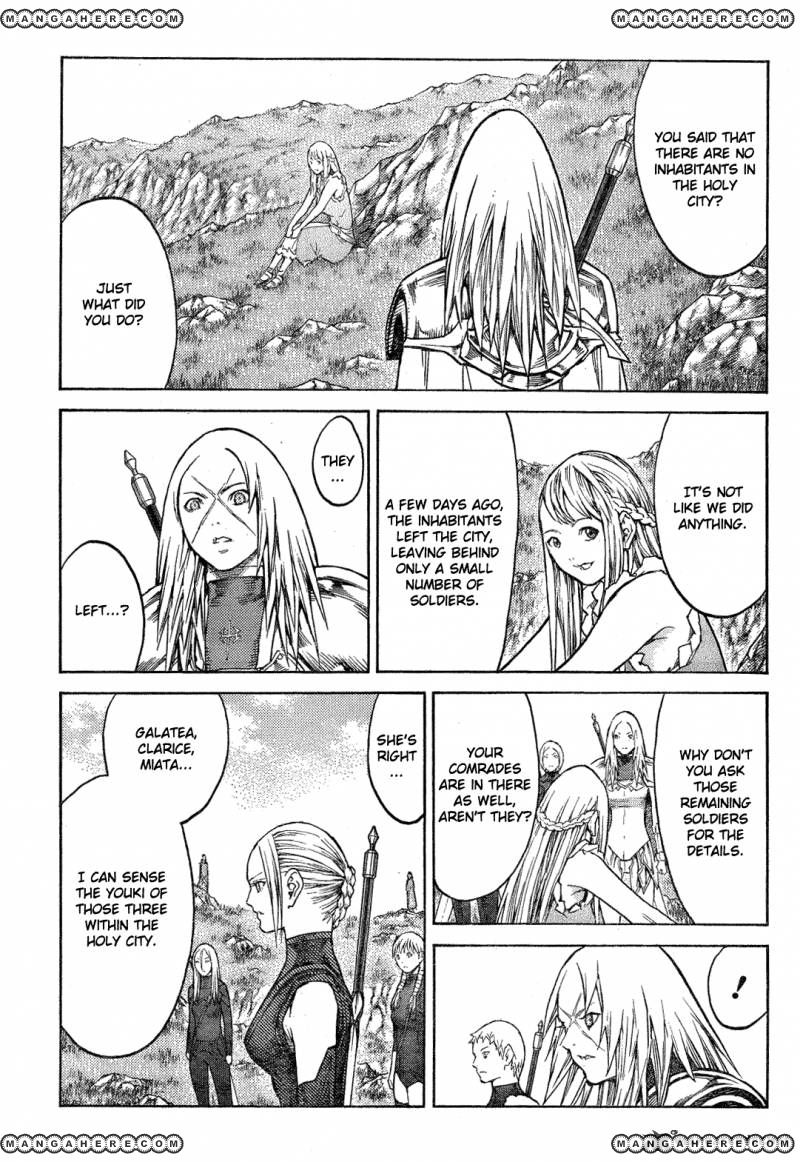 MANGAHERE.COM
MANGAHERE.COM
YOU SAID THAT
THERE ARE NO
INHABITANTS IN
THE HOLY
CITY?
JUST
WHAT DID
YOU DO?
IT'S NOT
LIKE WE DID
ANYTHING.
A FEW DAYS AGO,
THE INHABITANTS
LEFT THE CITY,
LEAVING BEHIND
ONLY A SMALL
NUMBER OF
SOLDIERS.
THEY
...
LEFT...?
WHY DON'T
YOU ASK
THOSE
REMAINING
SOLDIERS
FOR THE
DETAILS.
YOUR
COMRADES
ARE IN THERE
AS WELL,
AREN'T THEY?
!
SHE'S
RIGHT
...
GALATEA,
CLARICE,
MIATA...
I CAN SENSE
THE YOUKI OF
THOSE THREE
WITHIN THE
HOLY CITY.
MANGAHERE.COM
MANGAHERE.COM